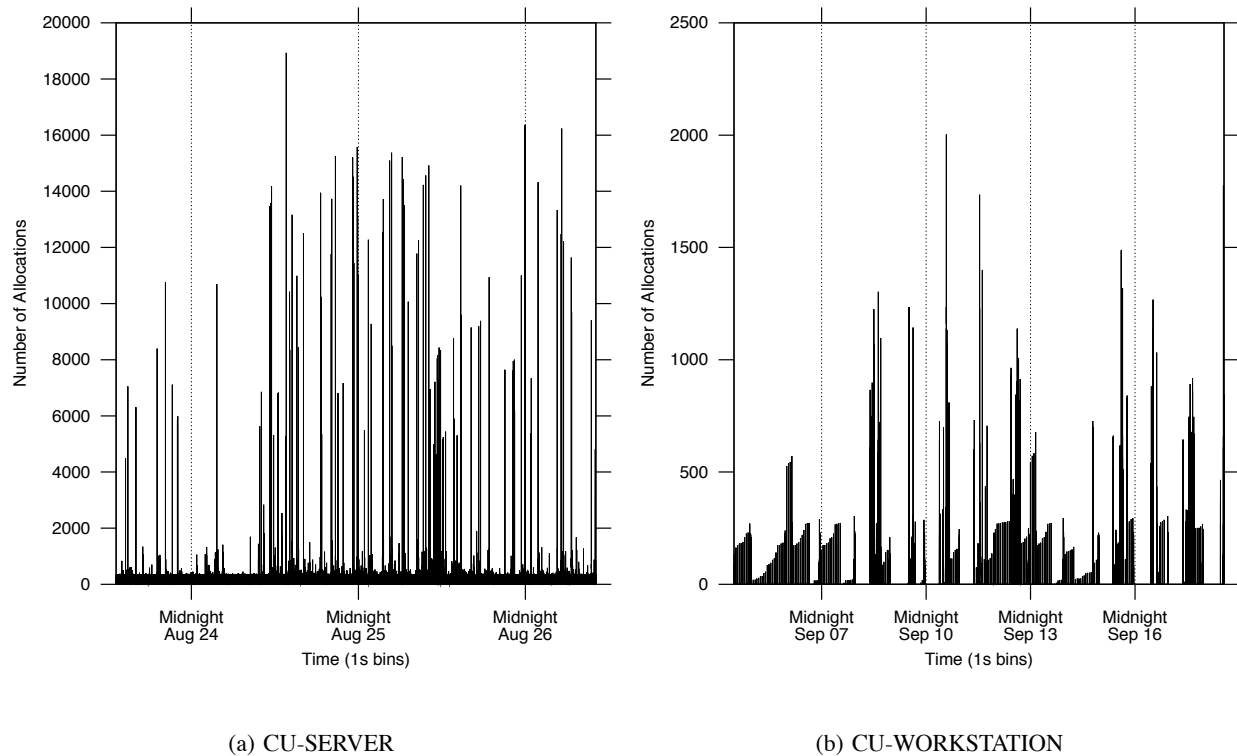 20000
18000
16000
14000
12000
10000
8000
6000
4000
2000
0
Number of Allocations
Midnight
Aug 24
Midnight
Aug 25
Midnight
Aug 26
Time (1s bins)
(a) CU-SERVER
2500
2000
1500
1000
500
0
Number of Allocations
Midnight
Sep 07
Midnight
Sep 10
Midnight
Sep 13
Midnight
Sep 16
Time (1s bins)
(b) CU-WORKSTATION